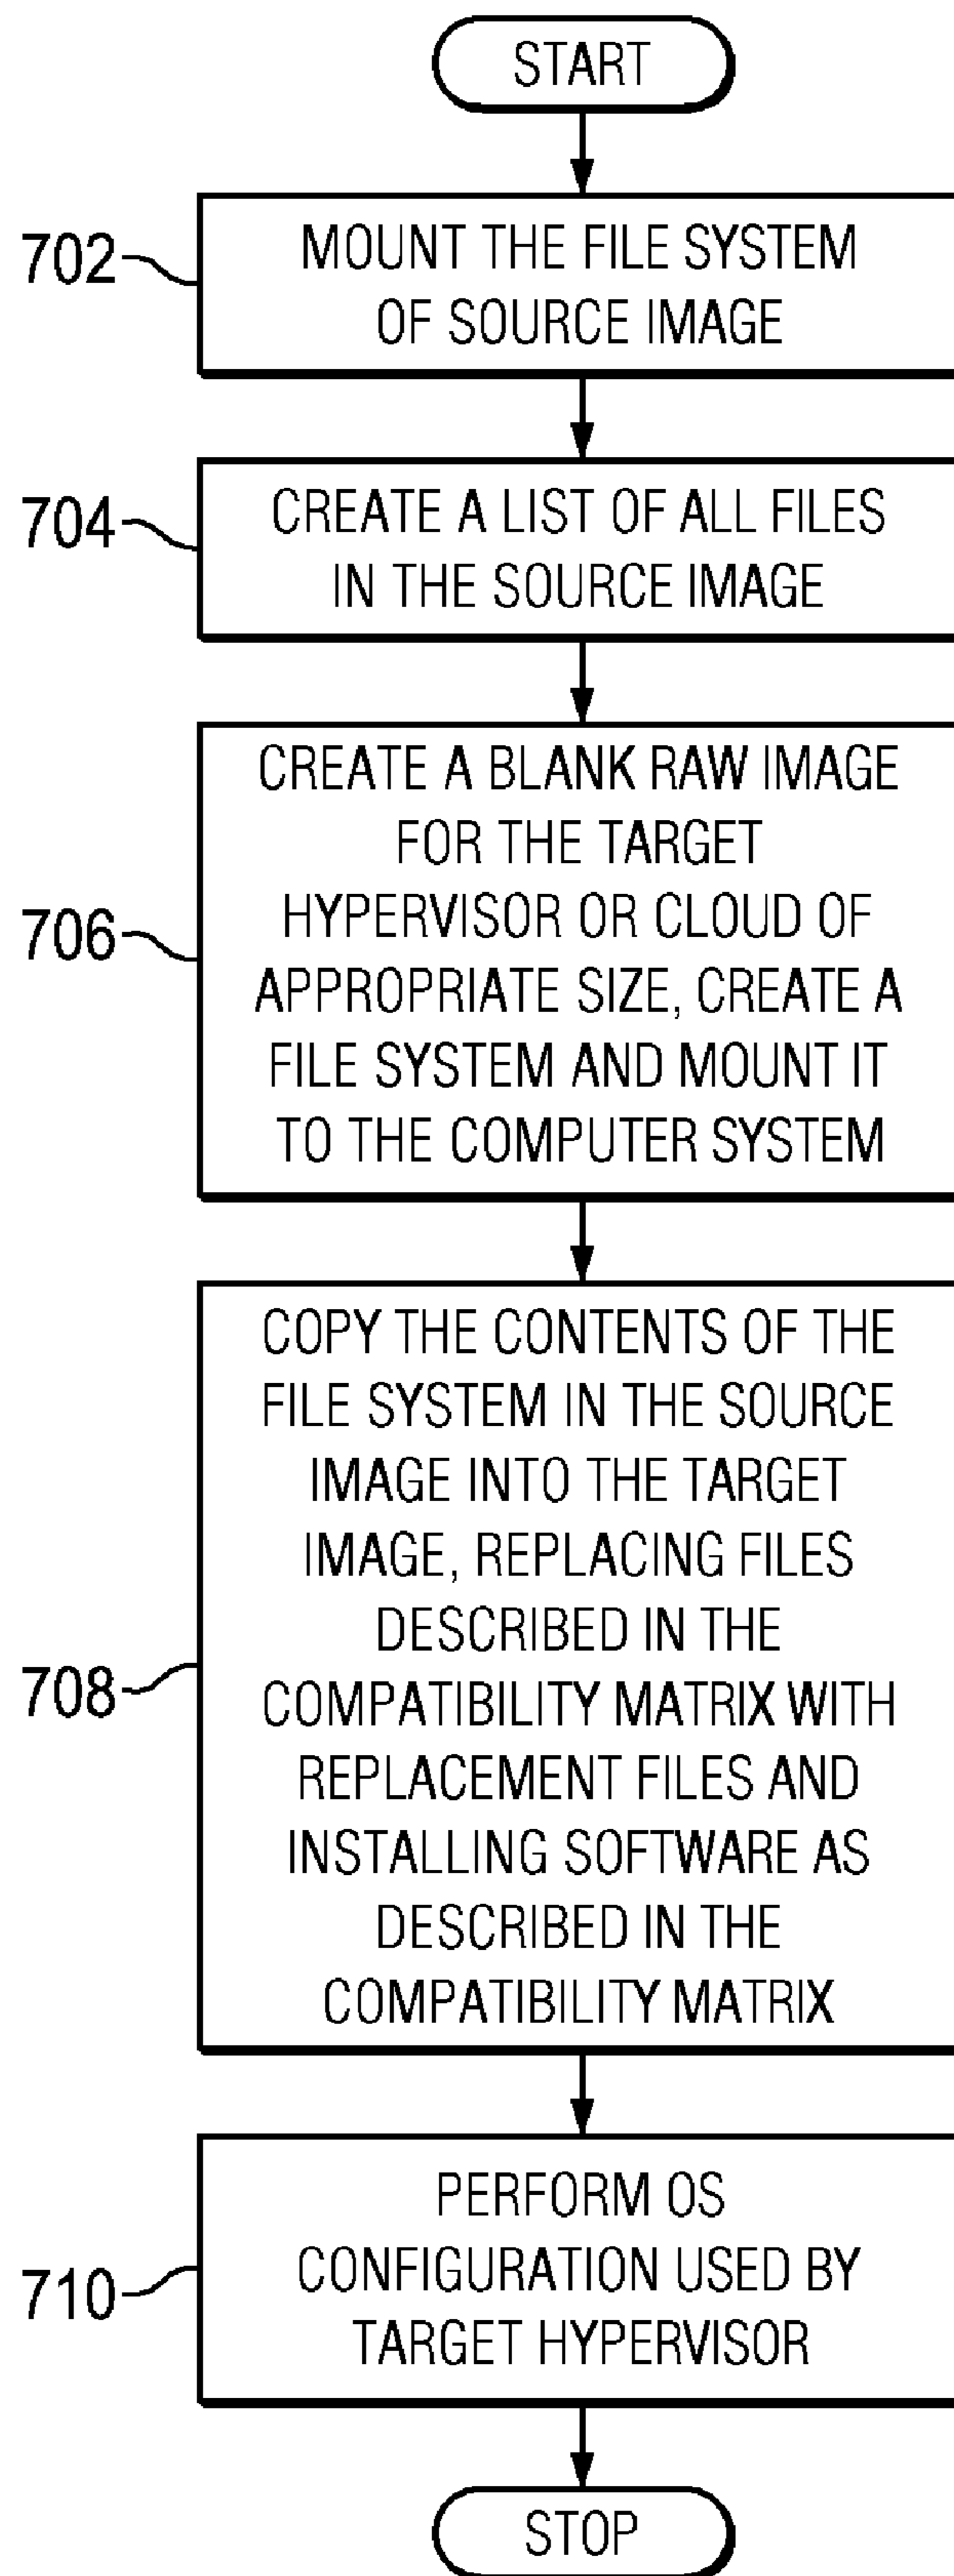 START
702
MOUNT THE FILE SYSTEM
OF SOURCE IMAGE
704
CREATE A LIST OF ALL FILES
IN THE SOURCE IMAGE
706
CREATE A BLANK RAW IMAGE
FOR THE TARGET
HYPERVISOR OR CLOUD OF
APPROPRIATE SIZE, CREATE A
FILE SYSTEM AND MOUNT IT
TO THE COMPUTER SYSTEM
708
COPY THE CONTENTS OF THE
FILE SYSTEM IN THE SOURCE
IMAGE INTO THE TARGET
IMAGE, REPLACING FILES
DESCRIBED IN THE
COMPATIBILITY MATRIX WITH
REPLACEMENT FILES AND
INSTALLING SOFTWARE AS
DESCRIBED IN THE
COMPATIBILITY MATRIX
710
PERFORM OS
CONFIGURATION USED BY
TARGET HYPERVISOR
STOP